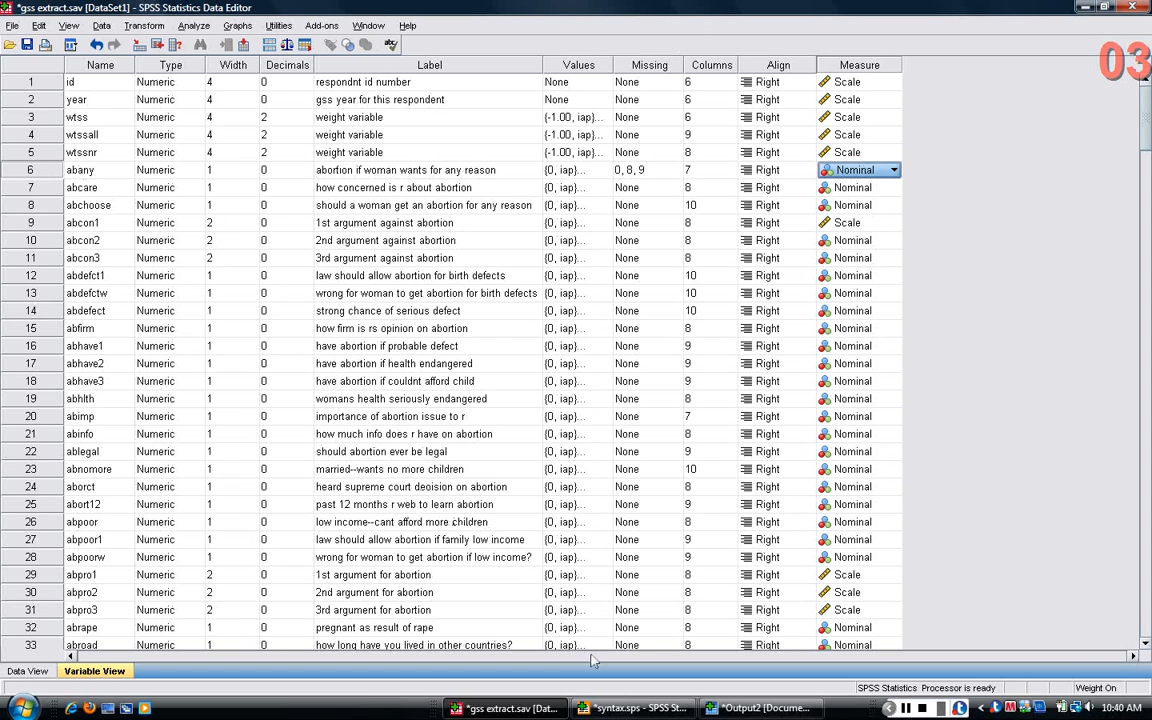 *gss extract.sav [DataSet1] - SPSS Statistics Data Editor
File Edit View Data Transform Analyze Graphs Utilities Add-ons Window Help
03
Name Type Width Decimals Label Values Missing Columns Align Measure
1 id Numeric 4 0 respondnt id number None None 6 Right Scale
2 year Numeric 4 0 gss year for this respondent None None 6 Right Scale
3 wtss Numeric 4 2 weight variable {-1.00, iap}... None 6 Right Scale
4 wtssall Numeric 4 2 weight variable {-1.00, iap}... None 9 Right Scale
5 wtssnr Numeric 4 2 weight variable {-1.00, iap}... None 8 Right Scale
6 abany Numeric 1 0 abortion if woman wants for any reason {0, iap}... 0, 8, 9 7 Right Nominal
7 abcare Numeric 1 0 how concerned is r about abortion {0, iap}... None 8 Right Nominal
8 abchoose Numeric 1 0 should a woman get an abortion for any reason {0, iap}... None 10 Right Nominal
9 abcon1 Numeric 2 0 1st argument against abortion {0, iap}... None 8 Right Scale
10 abcon2 Numeric 2 0 2nd argument against abortion {0, iap}... None 8 Right Nominal
11 abcon3 Numeric 2 0 3rd argument against abortion {0, iap}... None 8 Right Nominal
12 abdefct1 Numeric 1 0 law should allow abortion for birth defects {0, iap}... None 10 Right Nominal
13 abdefctw Numeric 1 0 wrong for woman to get abortion for birth defects {0, iap}... None 10 Right Nominal
14 abdefect Numeric 1 0 strong chance of serious defect {0, iap}... None 10 Right Nominal
15 abfirm Numeric 1 0 how firm is rs opinion on abortion {0, iap}... None 8 Right Nominal
16 abhave1 Numeric 1 0 have abortion if probable defect {0, iap}... None 9 Right Nominal
17 abhave2 Numeric 1 0 have abortion if health endangered {0, iap}... None 9 Right Nominal
18 abhave3 Numeric 1 0 have abortion if couldnt afford child {0, iap}... None 9 Right Nominal
19 abhlth Numeric 1 0 womans health seriously endangered {0, iap}... None 8 Right Nominal
20 abimp Numeric 1 0 importance of abortion issue to r {0, iap}... None 7 Right Nominal
21 abinfo Numeric 1 0 how much info does r have on abortion {0, iap}... None 8 Right Nominal
22 ablegal Numeric 1 0 should abortion ever be legal {0, iap}... None 9 Right Nominal
23 abnomore Numeric 1 0 married--wants no more children {0, iap}... None 10 Right Nominal
24 aborct Numeric 1 0 heard supreme court deoision on abortion {0, iap}... None 8 Right Nominal
25 abort12 Numeric 1 0 past 12 months r web to learn abortion {0, iap}... None 9 Right Nominal
26 abpoor Numeric 1 0 low income--cant afford more children {0, iap}... None 8 Right Nominal
27 abpoor1 Numeric 1 0 law should allow abortion if family low income {0, iap}... None 9 Right Nominal
28 abpoorw Numeric 1 0 wrong for woman to get abortion if low income? {0, iap}... None 9 Right Nominal
29 abpro1 Numeric 2 0 1st argument for abortion {0, iap}... None 8 Right Scale
30 abpro2 Numeric 2 0 2nd argument for abortion {0, iap}... None 8 Right Scale
31 abpro3 Numeric 2 0 3rd argument for abortion {0, iap}... None 8 Right Scale
32 abrape Numeric 1 0 pregnant as result of rape {0, iap}... None 8 Right Nominal
33 abroad Numeric 1 0 how long have you lived in other countries? {0, iap}... None 8 Right Nominal
Data View Variable View
SPSS Statistics Processor is ready Weight On
*gss extract.sav [Dat... *syntax.sps - SPSS St... *Output2 [Docume... 10:40 AM